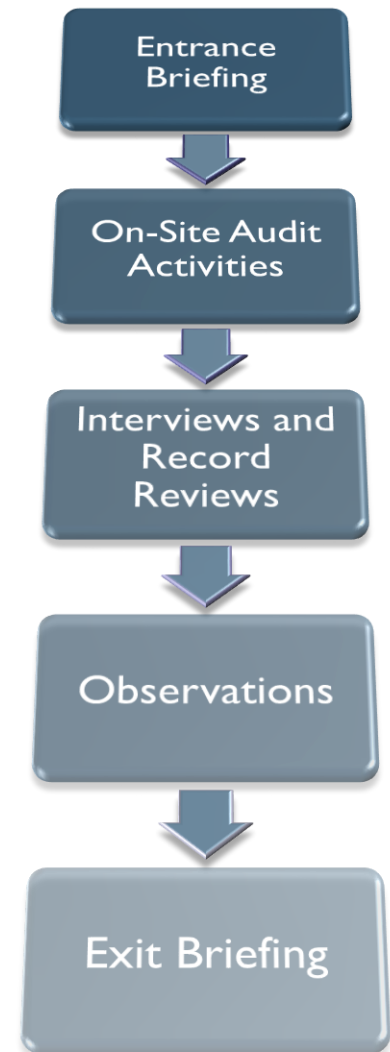 Entrance
Briefing
On-Site Audit
Activities
Interviews and
Record
Reviews
Observations
Exit Briefing